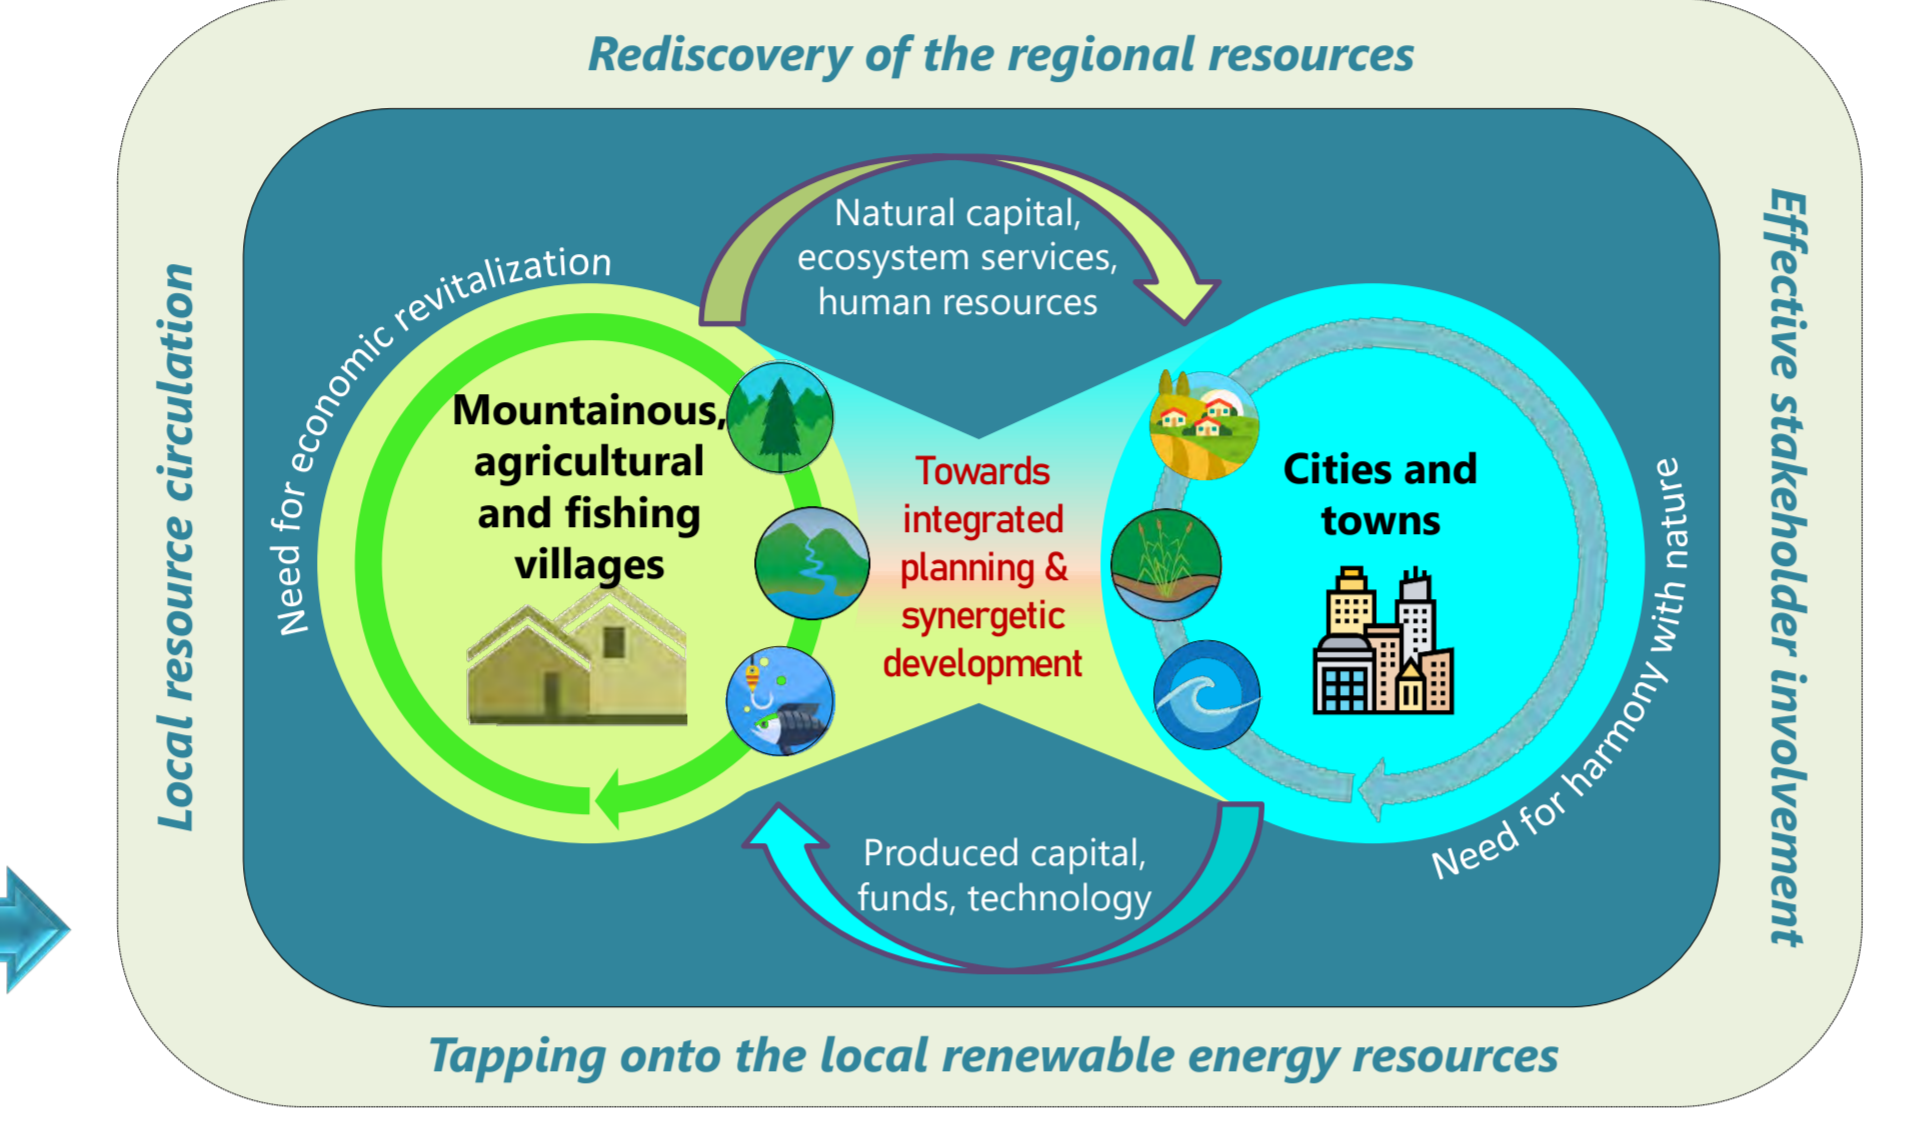 Rediscovery of the regional resources
Local resource circulation
Need for economic revitalization
Natural capital,
ecosystem services,
human resources
Mountainous,
agricultural
and fishing
villages
Towards
integrated
planning &
synergetic
development
Cities and
towns
Need for harmony with nature
Effective stakeholder involvement
Produced capital,
funds, technology
Tapping onto the local renewable energy resources